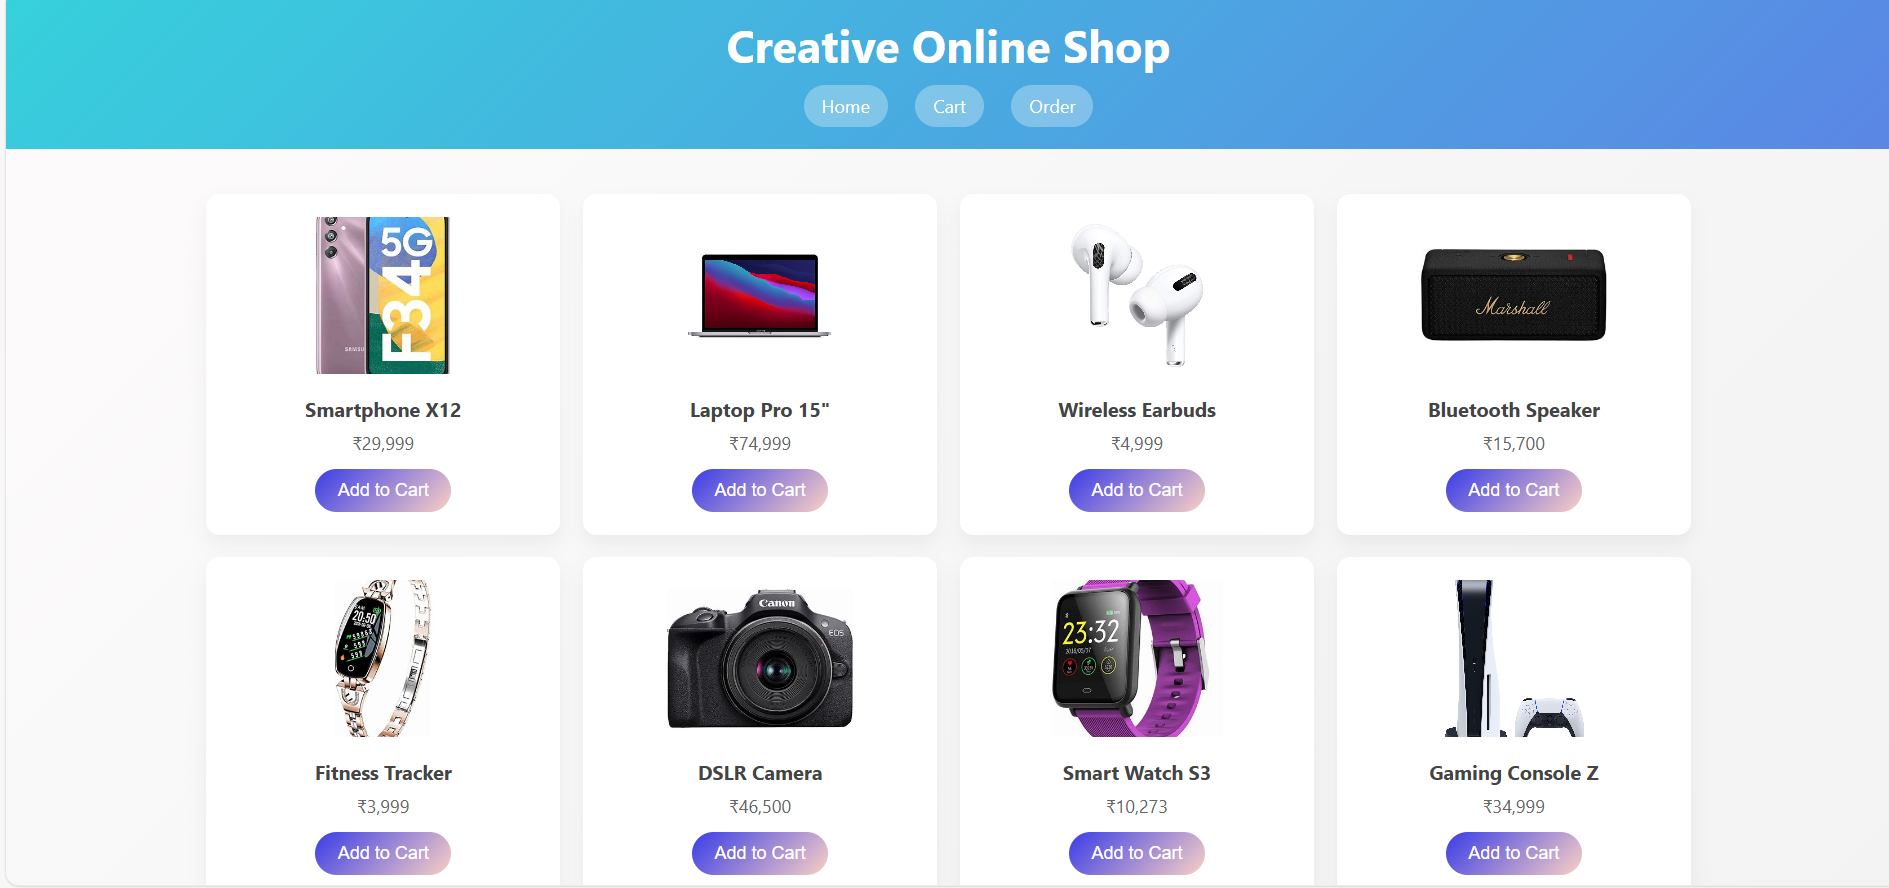 Creative Online Shop
Home Cart Order
5G
F34
SAMSU
Marshall
Smartphone X12
₹29,999
Add to Cart
Laptop Pro 15"
₹74,999
Add to Cart
Wireless Earbuds
₹4,999
Add to Cart
Bluetooth Speaker
₹15,700
Add to Cart
20:50
Canon
EOS
23:32
Fitness Tracker
₹3,999
Add to Cart
DSLR Camera
₹46,500
Add to Cart
Smart Watch S3
₹10,273
Add to Cart
Gaming Console Z
₹34,999
Add to Cart